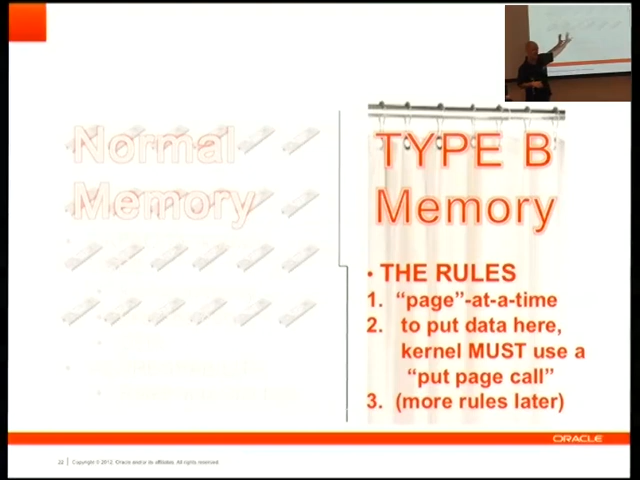 Normal
Memory
TYPE B
Memory
• THE RULES
1. "page"-at-a-time
2. to put data here,
kernel MUST use a
"put page call"
3. (more rules later)
ORACLE
22 | Copyright © 2012, Oracle and/or its affiliates. All rights reserved.